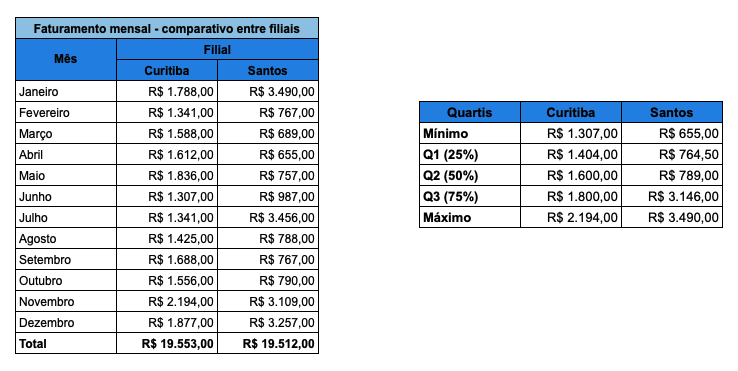 Faturamento mensal - comparativo entre filiais
Mês Filial
Curitiba Santos
Janeiro R$ 1.788,00 R$ 3.490,00
Fevereiro R$ 1.341,00 R$ 767,00
Março R$ 1.588,00 R$ 689,00
Abril R$ 1.612,00 R$ 655,00
Maio R$ 1.836,00 R$ 757,00
Junho R$ 1.307,00 R$ 987,00
Julho R$ 1.341,00 R$ 3.456,00
Agosto R$ 1.425,00 R$ 788,00
Setembro R$ 1.688,00 R$ 767,00
Outubro R$ 1.556,00 R$ 790,00
Novembro R$ 2.194,00 R$ 3.109,00
Dezembro R$ 1.877,00 R$ 3.257,00
Total R$ 19.553,00 R$ 19.512,00
Quartis Curitiba Santos
Mínimo R$ 1.307,00 R$ 655,00
Q1 (25%) R$ 1.404,00 R$ 764,50
Q2 (50%) R$ 1.600,00 R$ 789,00
Q3 (75%) R$ 1.800,00 R$ 3.146,00
Máximo R$ 2.194,00 R$ 3.490,00